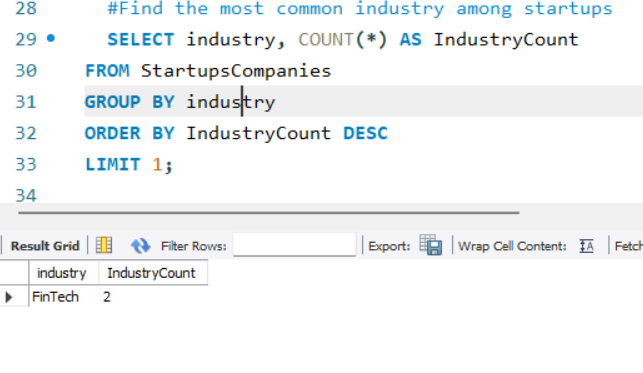 28 #Find the most common industry among startups
29 SELECT industry, COUNT(*) AS IndustryCount
30 FROM StartupsCompanies
31 GROUP BY industry
32 ORDER BY IndustryCount DESC
33 LIMIT 1;
34
Result Grid Filter Rows: Export: Wrap Cell Content: IA Fetch
industry IndustryCount
FinTech 2